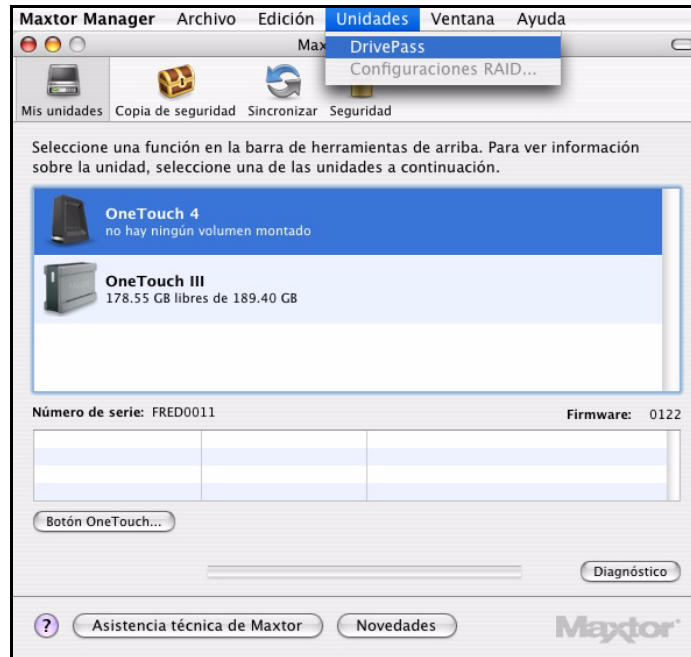 Maxtor Manager Archivo Edición Unidades Ventana Ayuda
Max
DrivePass
Configuraciones RAID...
Mis unidades Copia de seguridad Sincronizar Seguridad
Seleccione una función en la barra de herramientas de arriba. Para ver información
sobre la unidad, seleccione una de las unidades a continuación.
OneTouch 4
no hay ningún volumen montado
OneTouch III
178.55 GB libres de 189.40 GB
Número de serie: FRED0011 Firmware: 0122
Botón OneTouch...
Diagnóstico
? Asistencia técnica de Maxtor Novedades Maxtor